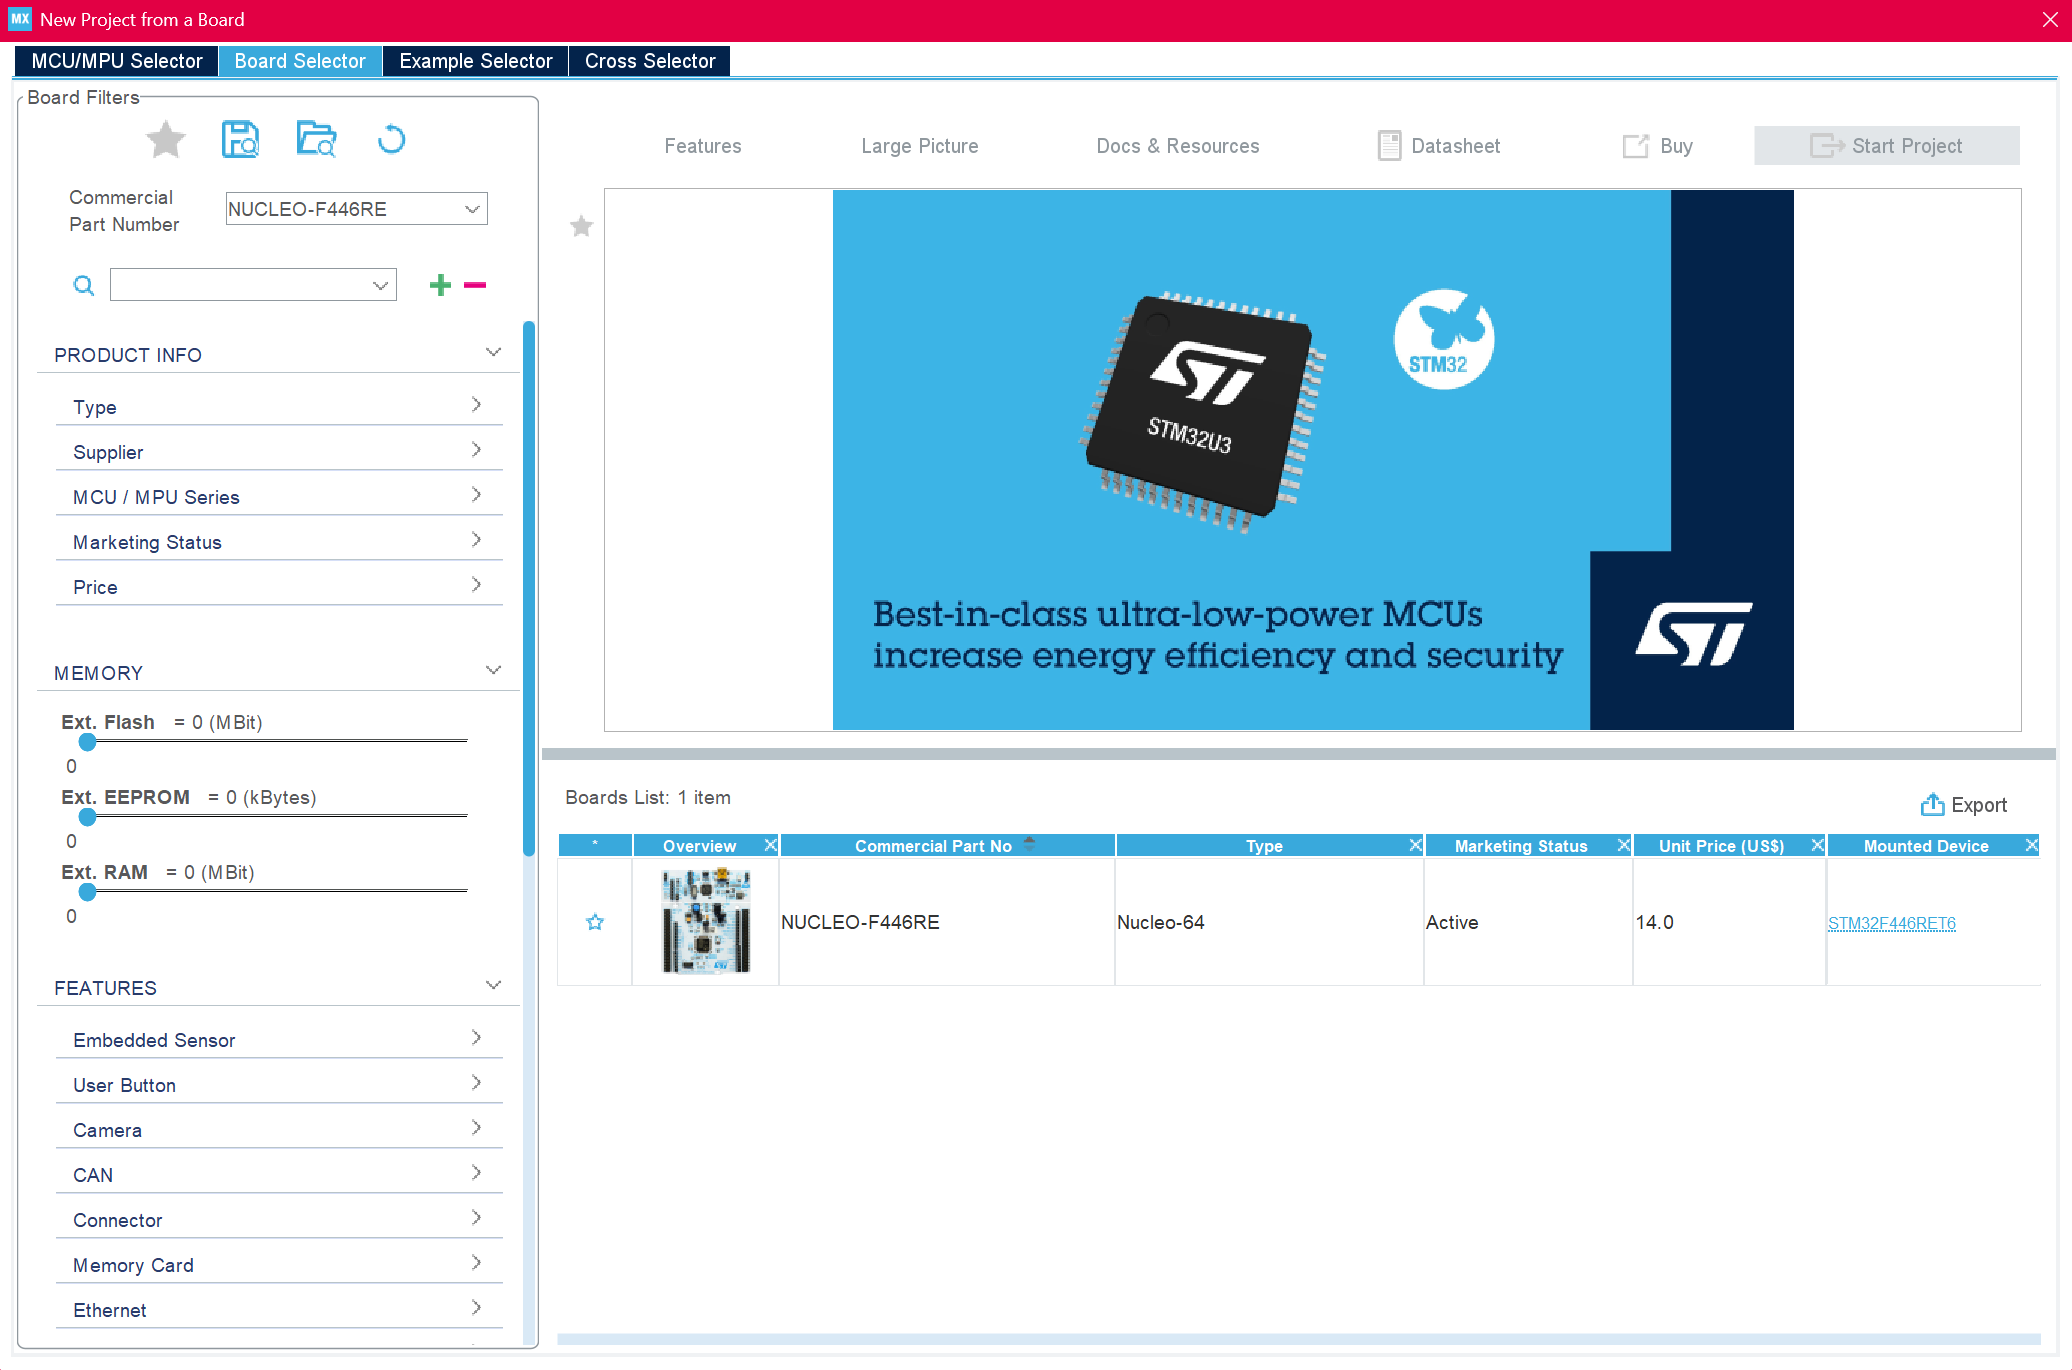 MX New Project from a Board
MCU/MPU Selector Board Selector Example Selector Cross Selector
Board Filters
Commercial
Part Number
NUCLEO-F446RE
PRODUCT INFO
Type
Supplier
MCU / MPU Series
Marketing Status
Price
MEMORY
Ext. Flash = 0 (MBit)
0
Ext. EEPROM = 0 (kBytes)
0
Ext. RAM = 0 (MBit)
0
FEATURES
Embedded Sensor
User Button
Camera
CAN
Connector
Memory Card
Ethernet
Features Large Picture Docs & Resources Datasheet Buy Start Project
ST
STM32U3
STM32
Best-in-class ultra-low-power MCUs
increase energy efficiency and security
ST
Boards List: 1 item
Export
* Overview Commercial Part No Type Marketing Status Unit Price (US$) Mounted Device
NUCLEO-F446RE Nucleo-64 Active 14.0 STM32F446RET6